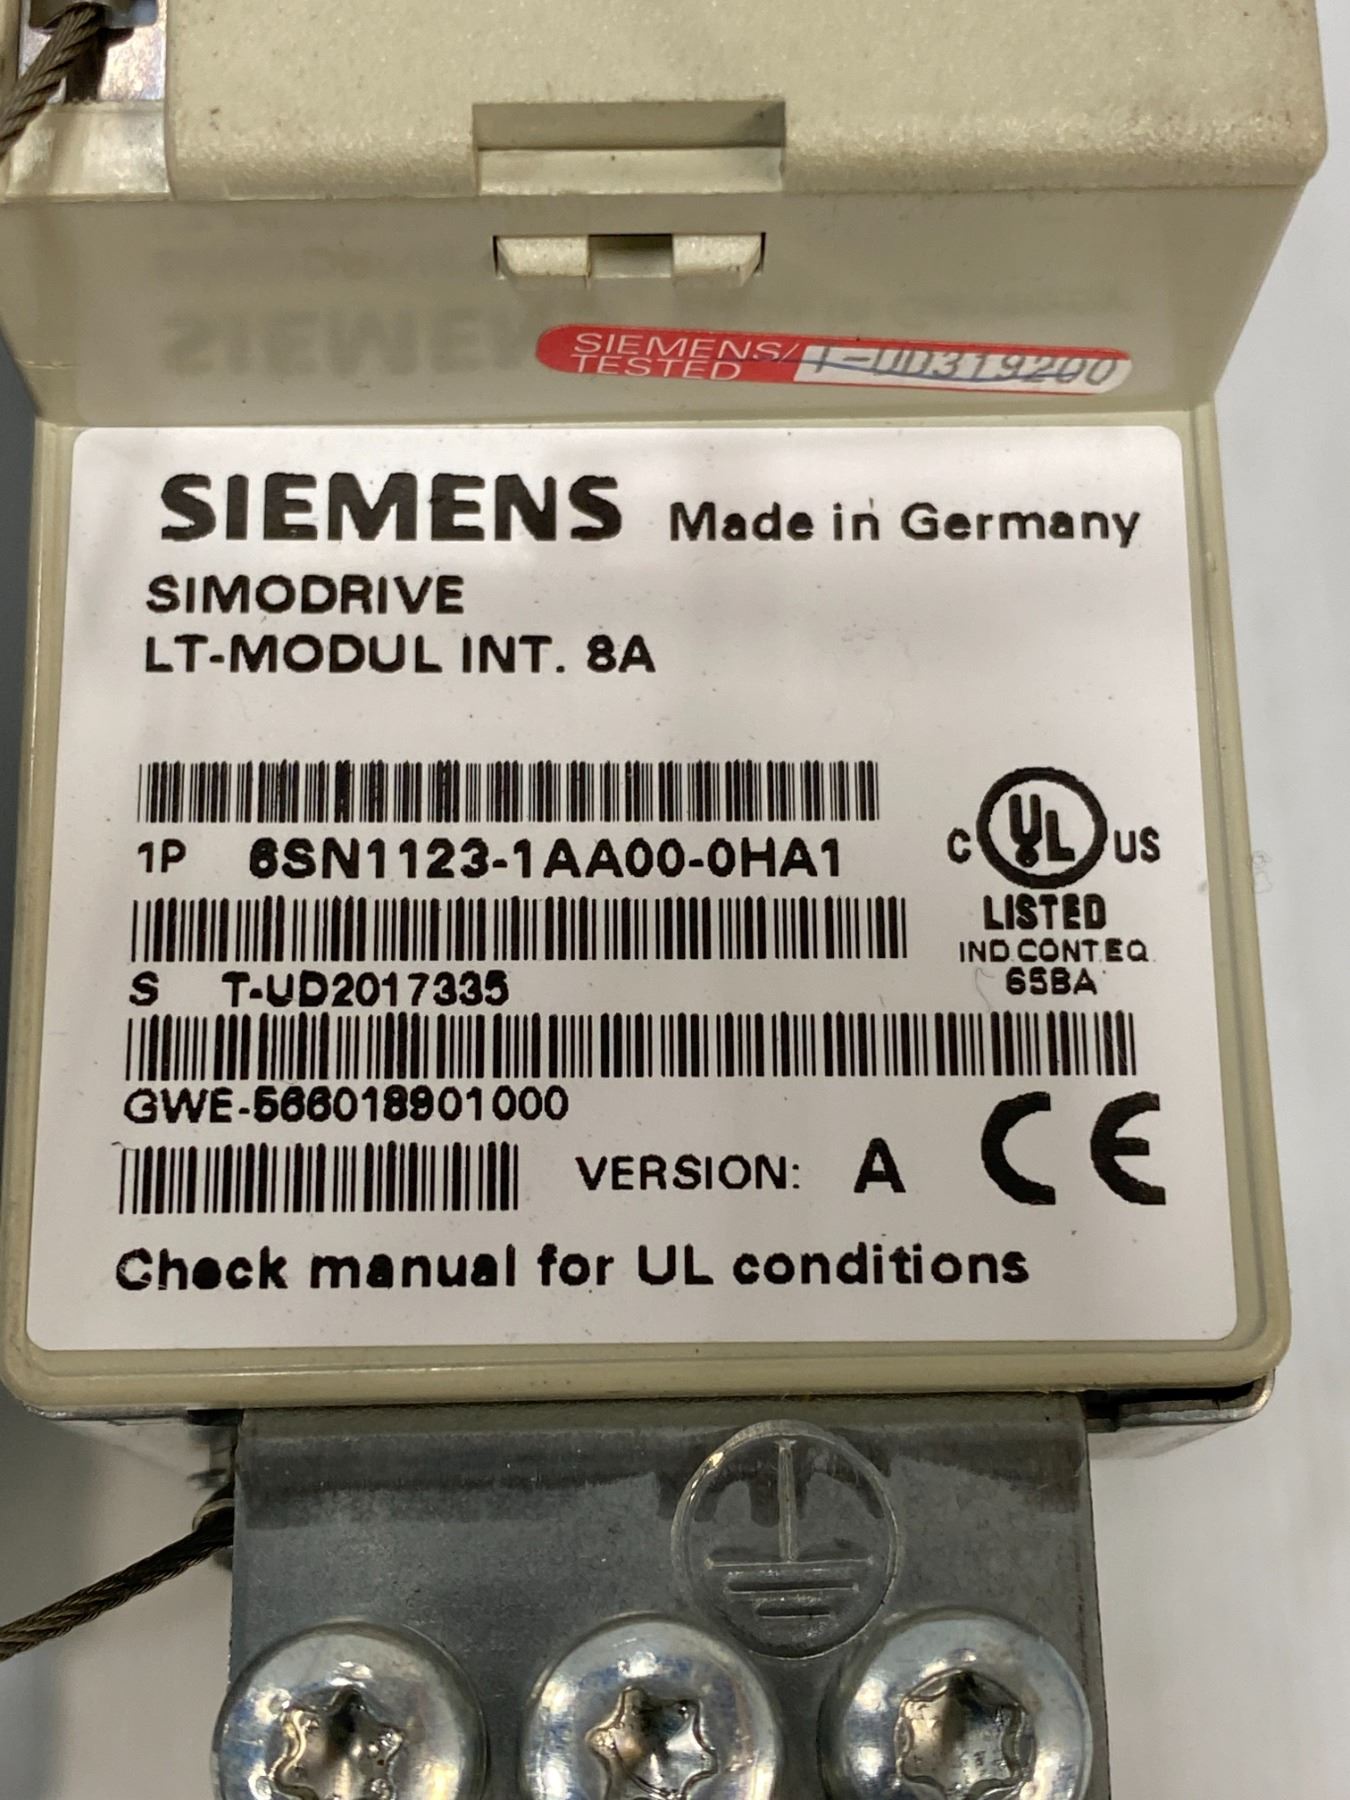 SIEMENS/ T-UD319200
TESTED
SIEMENS Made in Germany
SIMODRIVE
LT-MODUL INT. 8A
1P 6SN1123-1AA00-0HA1
C UL US
LISTED
IND.CONT.EQ.
65BA
S T-UD2017335
GWE-566018901000
VERSION: A CE
Check manual for UL conditions